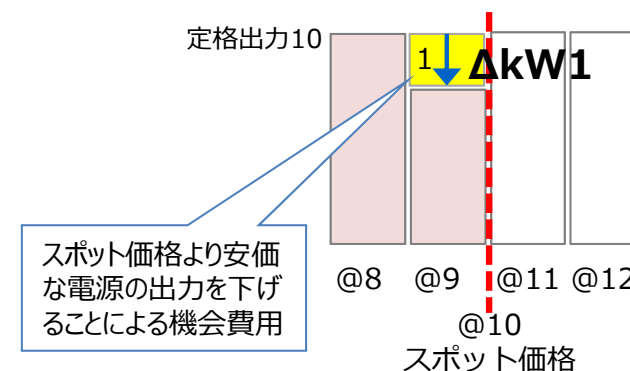 定格出力10
1
ΔkW1
スポット価格より安価
な電源の出力を下げ
ることによる機会費用
@8 @9 @11 @12
@10
スポット価格